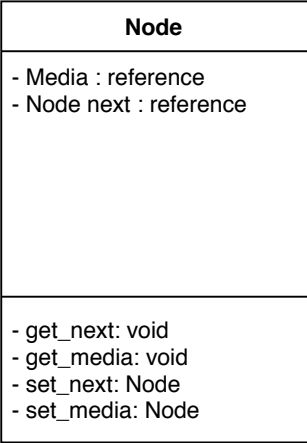 Node
- Media : reference
- Node next : reference
- get_next: void
- get_media: void
- set_next: Node
- set_media: Node